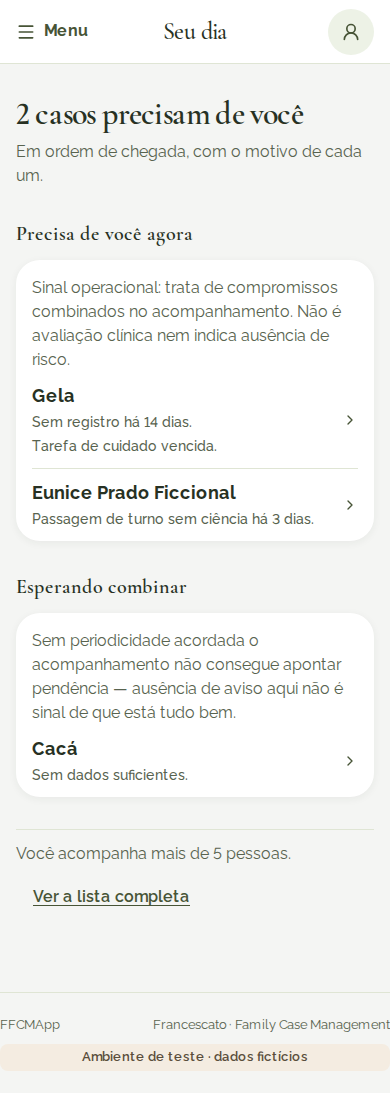 Menu
Seu dia
2 casos precisam de você
Em ordem de chegada, com o motivo de cada
um.
Precisa de você agora
Sinal operacional: trata de compromissos
combinados no acompanhamento. Não é
avaliação clínica nem indica ausência de
risco.
Gela
Sem registro há 14 dias.
Tarefa de cuidado vencida.
Eunice Prado Ficcional
Passagem de turno sem ciência há 3 dias.
Esperando combinar
Sem periodicidade acordada o
acompanhamento não consegue apontar
pendência — ausência de aviso aqui não é
sinal de que está tudo bem.
Cacá
Sem dados suficientes.
Você acompanha mais de 5 pessoas.
Ver a lista completa
FFCMApp
Francescato · Family Case Management
Ambiente de teste · dados fictícios